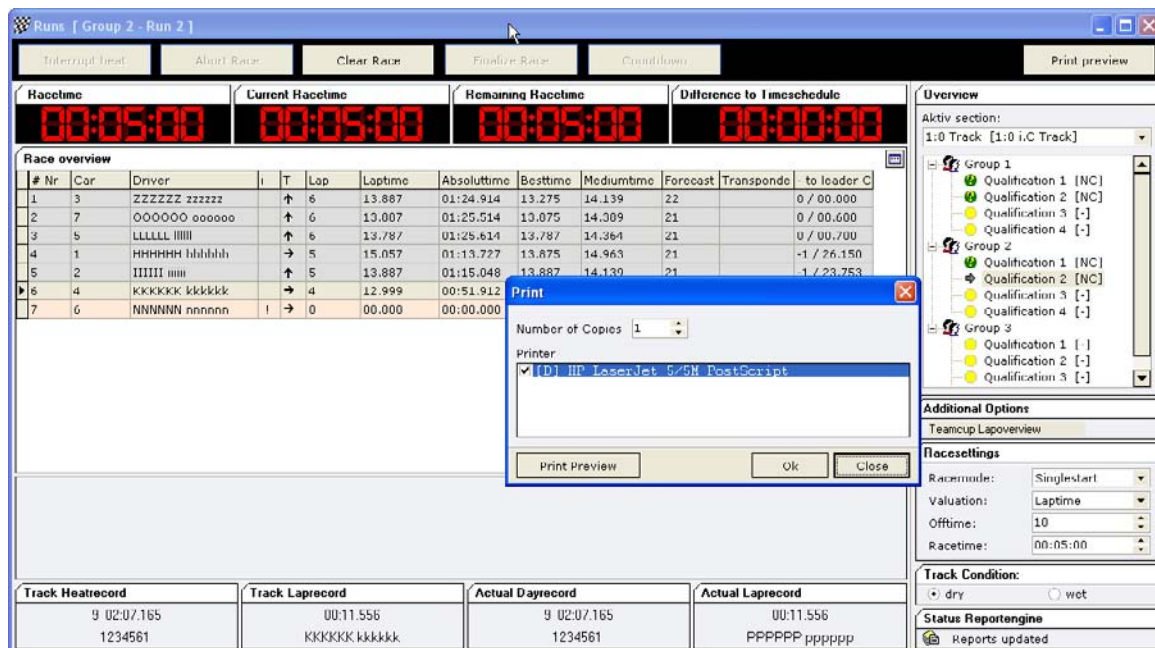 Runs [ Group 2 - Run 2 ]
Interrupt heat Abort Race Clear Race Finalize Race Countdown Print preview
Racetime Current Racetime Remaining Racetime Difference to Timeschedule Overview
00:05:00 00:05:00 00:05:00 00:00:00
Aktiv section:
1:0 Track [1:0 i.C Track]
Race overview
# Nr Car Driver T Lap Laptime Absoluttime Besttime Mediumtime Forecast Transponde - to leader C
1 3 ZZZZZZ zzzzzz 6 13.887 01:24.914 13.275 14.139 22 0 / 00.000
2 7 OOOOOO oooooo 6 13.007 01:25.514 13.075 14.309 21 0 / 00.600
3 5 LLLLLL llllll 6 13.787 01:25.614 13.787 14.364 21 0 / 00.700
4 1 HHHHHH hhhhhh 5 15.057 01:13.727 13.875 14.963 21 -1 / 26.150
5 2 IIIIII iiiiii 5 13.887 01:15.048 13.887 14.139 21 -1 / 23.753
6 4 KKKKKK kkkkkk 4 12.999 00:51.912
7 6 NNNNNN nnnnnn ! 0 00.000 00:00.000
Group 1
Qualification 1 [NC]
Qualification 2 [NC]
Qualification 3 [-]
Qualification 4 [-]
Group 2
Qualification 1 [NC]
Qualification 2 [NC]
Qualification 3 [-]
Qualification 4 [-]
Group 3
Qualification 1 [-]
Qualification 2 [-]
Qualification 3 [-]
Print
Number of Copies 1
Printer
[D] HP LaserJet 5/5M PostScript
Print Preview Ok Close
Additional Options
Teamcup Lapoverview
Racesettings
Racemode: Singlestart
Valuation: Laptime
Offtime: 10
Racetime: 00:05:00
Track Condition:
dry wet
Status Reportengine
Reports updated
Track Heatrecord Track Laprecord Actual Dayrecord Actual Laprecord
9 02:07.165 00:11.556 9 02:07.165 00:11.556
1234561 KKKKKK kkkkkk 1234561 PPPPPP pppppp